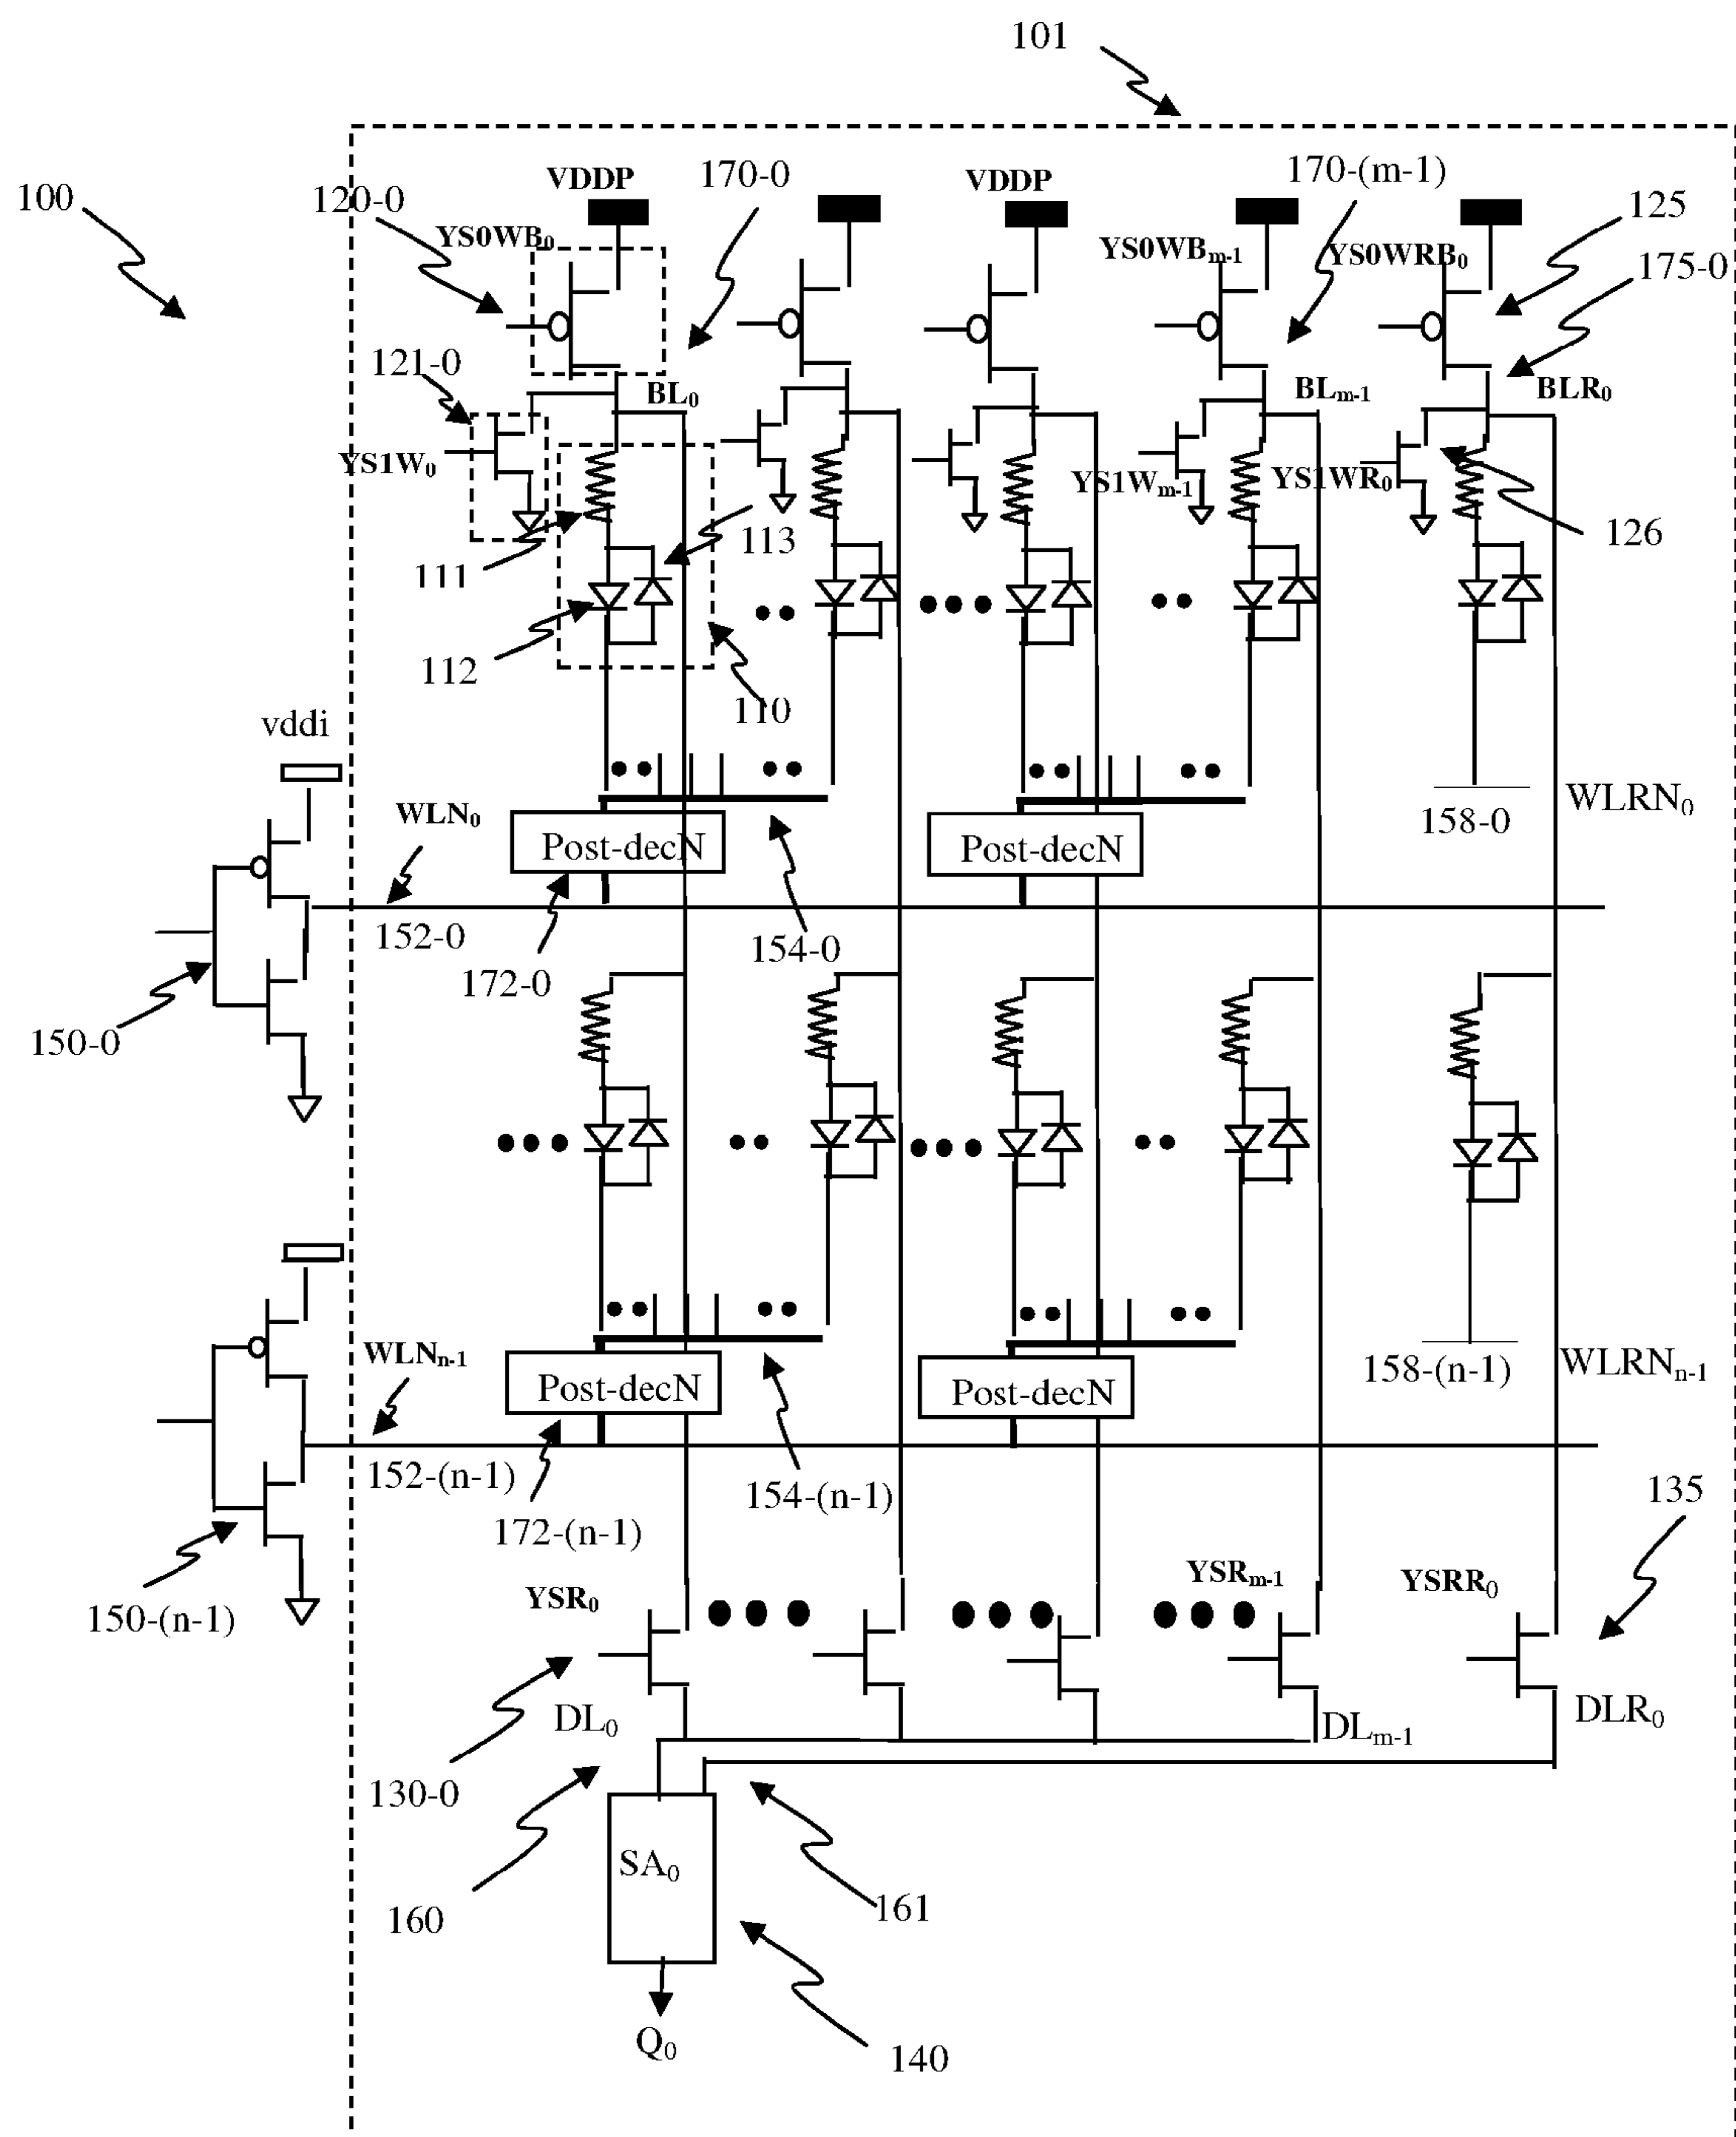 101
100
120-0
VDDP
170-0
VDDP
170-(m-1)
125
YS0WB0
YS0WBm-1
YS0WRB0
175-0
121-0
BL0
BLm-1
BLR0
YS1W0
YS1Wm-1
YS1WR0
111
113
126
112
110
vddi
WLN0
Post-decN
Post-decN
158-0
WLRN0
152-0
172-0
154-0
150-0
WLNn-1
Post-decN
Post-decN
158-(n-1)
WLRNn-1
152-(n-1)
172-(n-1)
154-(n-1)
135
150-(n-1)
YSR0
YSRm-1
YSRR0
DL0
DLm-1
DLR0
130-0
SA0
160
161
Q0
140